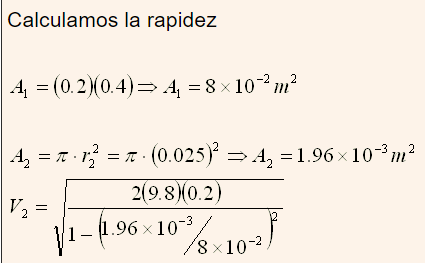 Calculamos la rapidez
A₁ = (0.2)(0.4) ⇒ A₁ = 8 × 10⁻² m²
A₂ = π · r₂² = π · (0.025)² ⇒ A₂ = 1.96 × 10⁻³ m²
V₂ = √(2(9.8)(0.2) / (1 − (1.96 × 10⁻³ / 8 × 10⁻²)²))